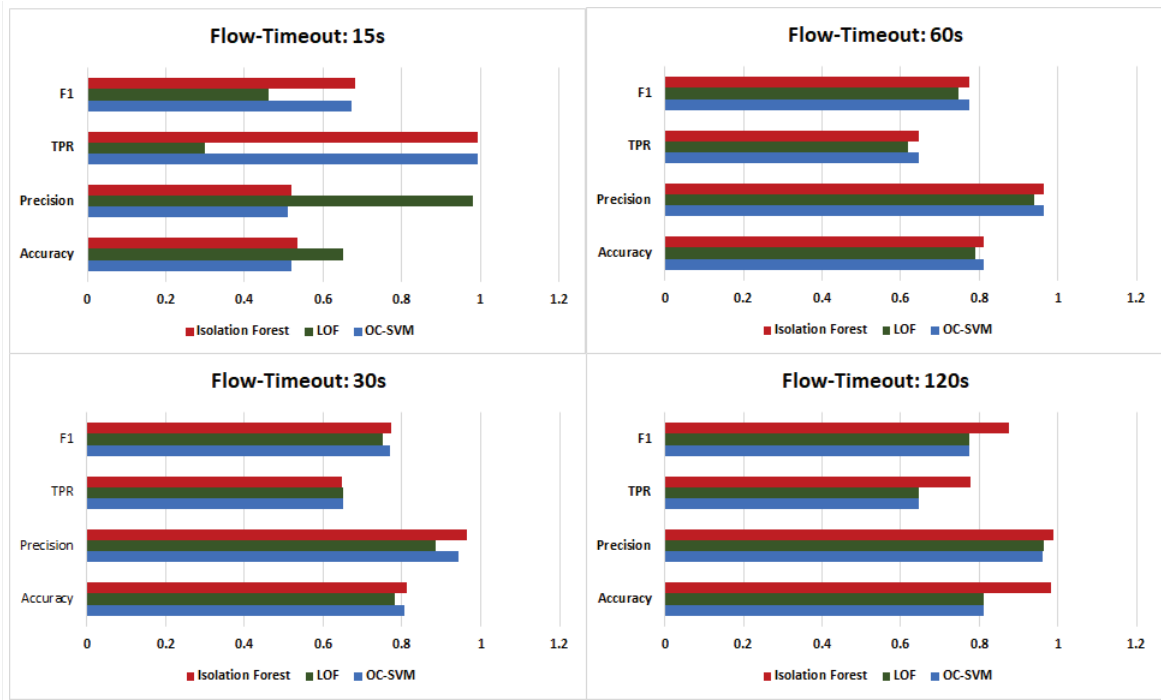 Flow-Timeout: 15s
F1
TPR
Precision
Accuracy
0 0.2 0.4 0.6 0.8 1 1.2
Isolation Forest LOF OC-SVM
Flow-Timeout: 60s
F1
TPR
Precision
Accuracy
0 0.2 0.4 0.6 0.8 1 1.2
Isolation Forest LOF OC-SVM
Flow-Timeout: 30s
F1
TPR
Precision
Accuracy
0 0.2 0.4 0.6 0.8 1 1.2
Isolation Forest LOF OC-SVM
Flow-Timeout: 120s
F1
TPR
Precision
Accuracy
0 0.2 0.4 0.6 0.8 1 1.2
Isolation Forest LOF OC-SVM